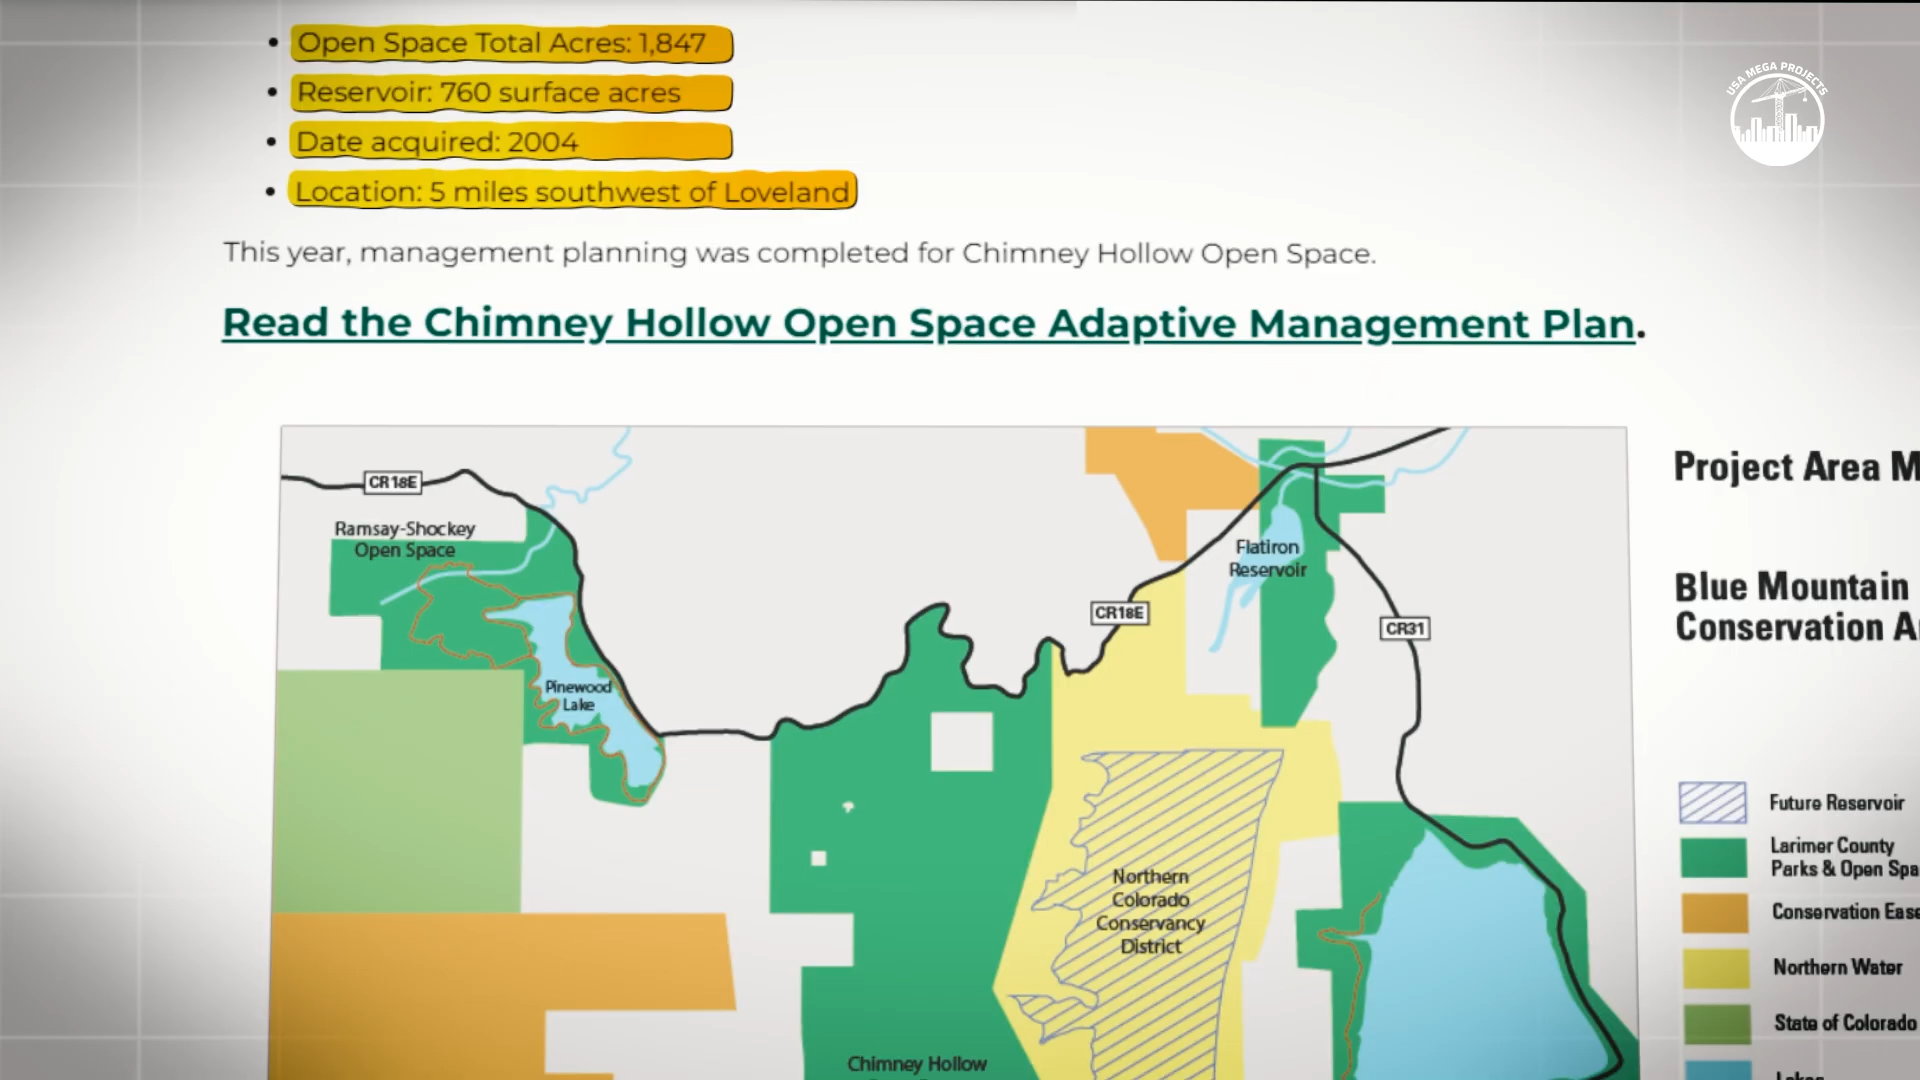 Open Space Total Acres: 1,847
Reservoir: 760 surface acres
Date acquired: 2004
Location: 5 miles southwest of Loveland
USA MEGA PROJECTS
This year, management planning was completed for Chimney Hollow Open Space.
Read the Chimney Hollow Open Space Adaptive Management Plan.
CR18E
Ramsay-Shockey
Open Space
Pinewood
Lake
Flatiron
Reservoir
CR18E
CR31
Northern
Colorado
Conservancy
District
Chimney Hollow
Project Area M
Blue Mountain
Conservation A
Future Reservoir
Larimer County
Parks & Open Spa
Conservation Ease
Northern Water
State of Colorado
Lakes